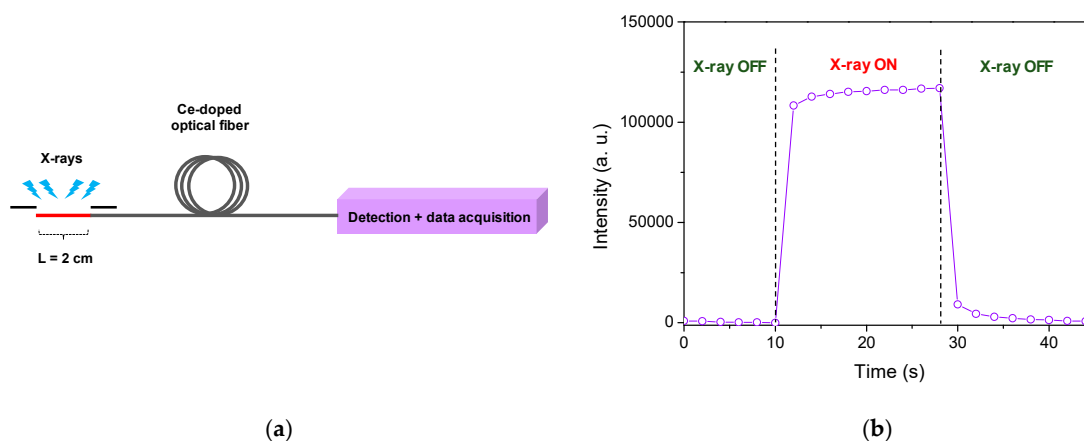 Ce-doped
optical fiber
X-rays
Detection + data acquisition
L = 2 cm
(a)
150000
100000
50000
0
Intensity (a. u.)
X-ray OFF
X-ray ON
X-ray OFF
0
10
20
30
40
Time (s)
(b)